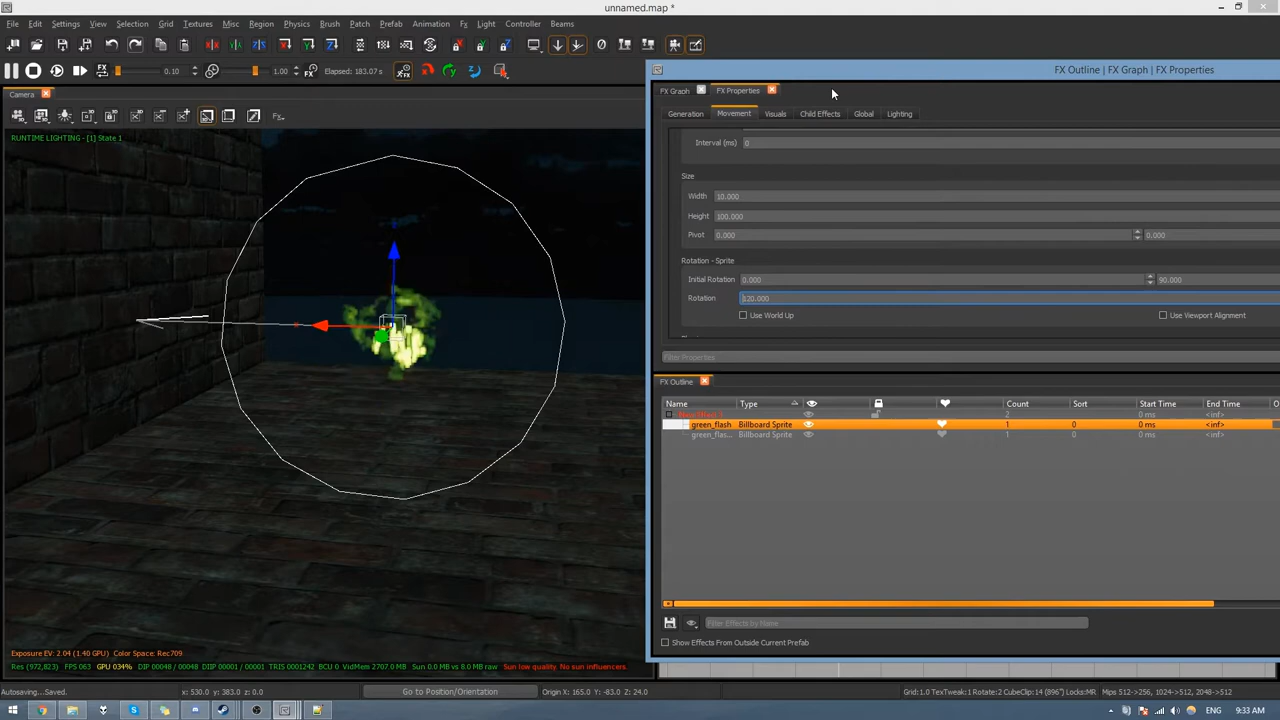 unnamed.map *
File Edit Settings View Selection Grid Textures Misc Region Physics Brush Patch Prefab Animation Fx Light Controller Beams
FX 0.10 1.00 FX Elapsed: 183.07s
FX Outline | FX Graph | FX Properties
Camera
FX Graph FX Properties
Generation Movement Visuals Child Effects Global Lighting
RUNTIME LIGHTING - [1] State 1
Interval (ms) 0
Size
Width 10.000
Height 100.000
Pivot 0.000 0.000
Rotation - Sprite
Initial Rotation 0.000 90.000
Rotation 120.000
Use World Up Use Viewport Alignment
Filter Properties
FX Outline
Name Type Count Sort Start Time End Time
2
green_flash Billboard Sprite 1 0 0 ms <inf>
green_flas... Billboard Sprite 1 0 0 ms <inf>
Filter Effects by Name
Show Effects From Outside Current Prefab
Exposure EV: 2.04 (1.40 GPU) Color Space: Rec709
Res (972,823) FPS 063 GPU 034% DIP 00048 / 00048 DIIP 00001 / 00001 TRIS 0001242 BCU 0 VidMem 2707.0 MB Sun 0.0 MB vs 8.0 MB raw Sun low quality. No sun influencers.
Autosaving...Saved. x: 530.0 y: 383.0 z: 0.0 Go to Position/Orientation Origin X: 165.0 Y: -83.0 Z: 24.0 Grid:1.0 TexTweak:1 Rotate:2 CubeClip:14 (896") Locks:MR Mips 512->256, 1024->512, 2048->512
ENG 9:33 AM